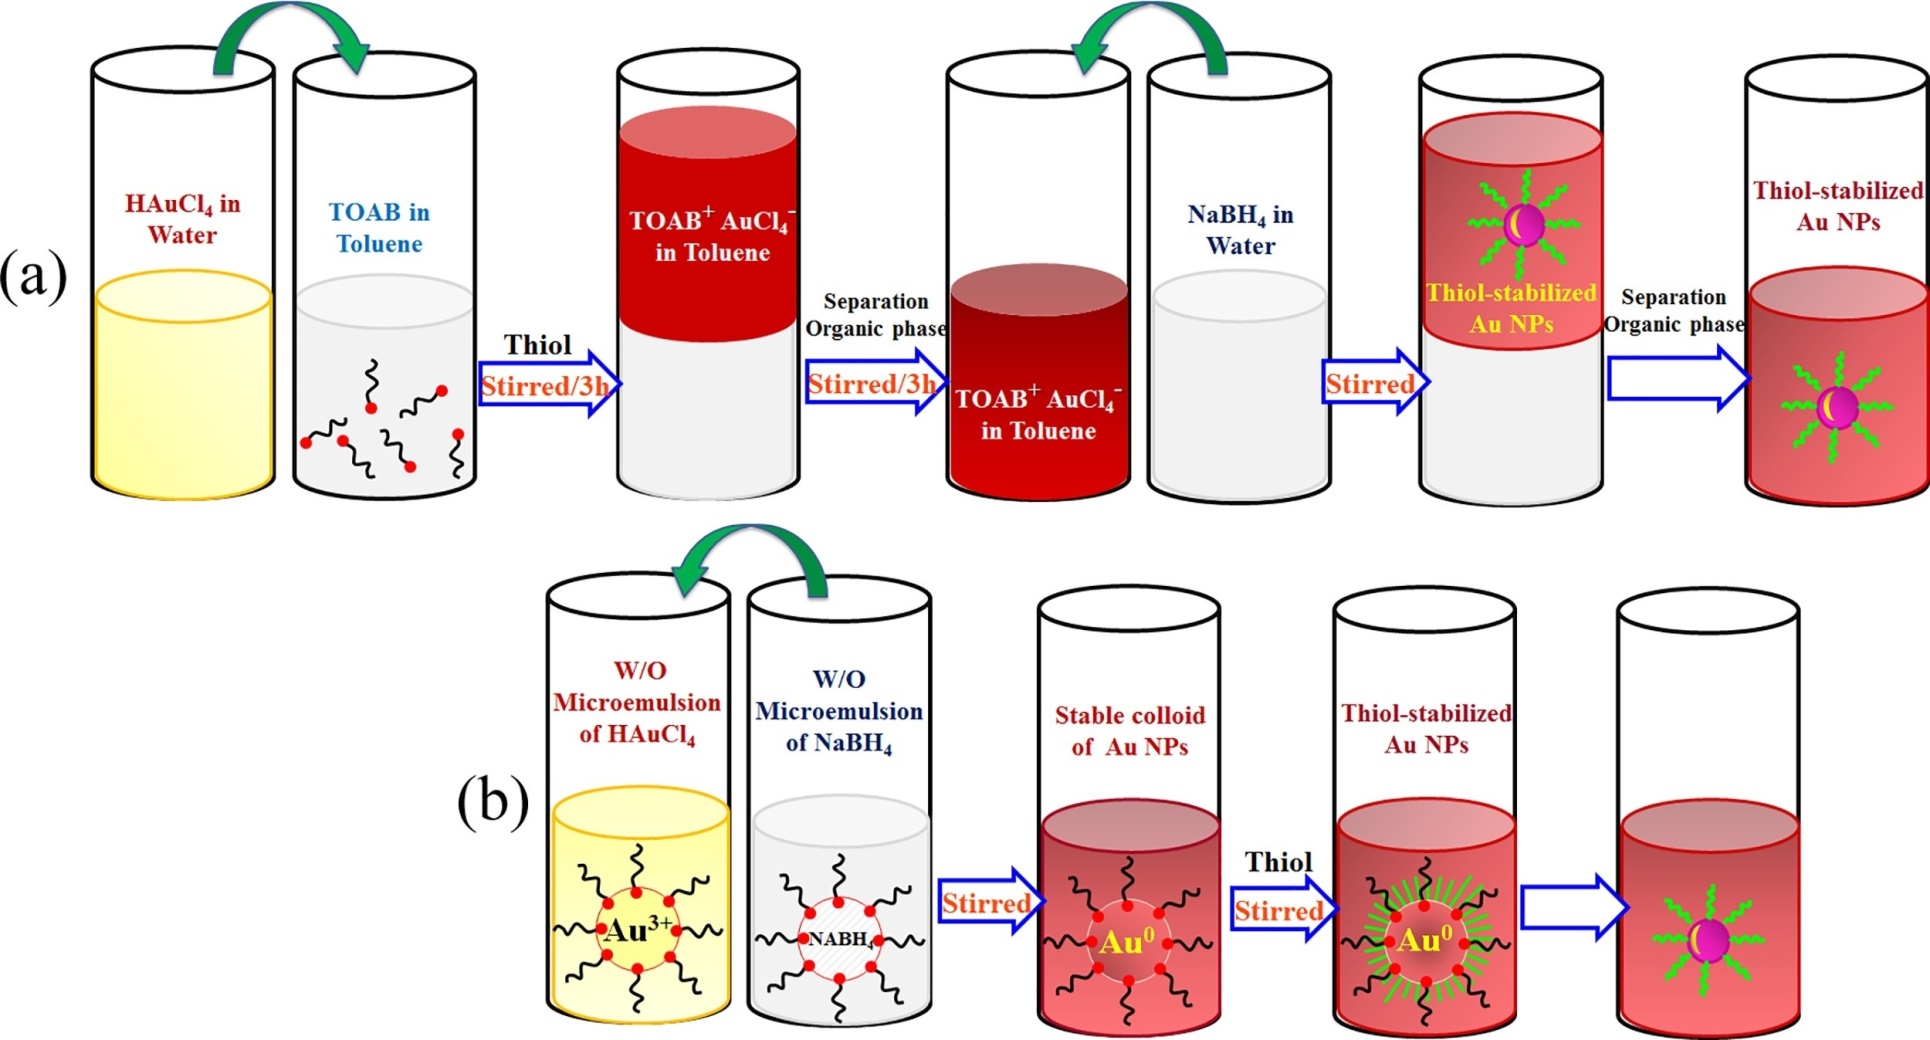 (a)
HAuCl₄ in
Water
TOAB in
Toluene
Thiol
Stirred/3h
TOAB⁺ AuCl₄⁻
in Toluene
Separation
Organic phase
Stirred/3h
TOAB⁺ AuCl₄⁻
in Toluene
NaBH₄ in
Water
Stirred
Thiol-stabilized
Au NPs
Separation
Organic phase
Thiol-stabilized
Au NPs
(b)
W/O
Microemulsion
of HAuCl₄
Au³⁺
W/O
Microemulsion
of NaBH₄
NABH₄
Stirred
Stable colloid
of Au NPs
Au⁰
Thiol
Stirred
Thiol-stabilized
Au NPs
Au⁰